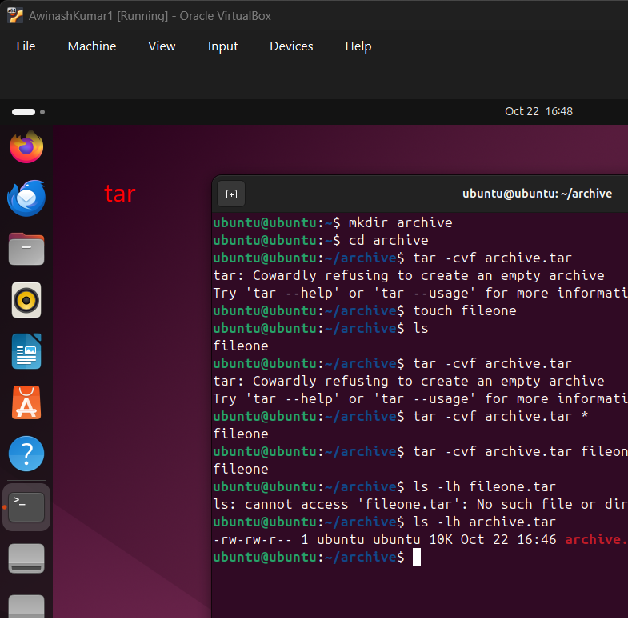 AwinashKumar1 [Running] - Oracle VirtualBox
File Machine View Input Devices Help
Oct 22 16:48
tar
ubuntu@ubuntu: ~/archive
ubuntu@ubuntu:~$ mkdir archive
ubuntu@ubuntu:~$ cd archive
ubuntu@ubuntu:~/archive$ tar -cvf archive.tar
tar: Cowardly refusing to create an empty archive
Try 'tar --help' or 'tar --usage' for more informati
ubuntu@ubuntu:~/archive$ touch fileone
ubuntu@ubuntu:~/archive$ ls
fileone
ubuntu@ubuntu:~/archive$ tar -cvf archive.tar
tar: Cowardly refusing to create an empty archive
Try 'tar --help' or 'tar --usage' for more informati
ubuntu@ubuntu:~/archive$ tar -cvf archive.tar *
fileone
ubuntu@ubuntu:~/archive$ tar -cvf archive.tar fileon
fileone
ubuntu@ubuntu:~/archive$ ls -lh fileone.tar
ls: cannot access 'fileone.tar': No such file or dir
ubuntu@ubuntu:~/archive$ ls -lh archive.tar
-rw-rw-r-- 1 ubuntu ubuntu 10K Oct 22 16:46 archive.
ubuntu@ubuntu:~/archive$